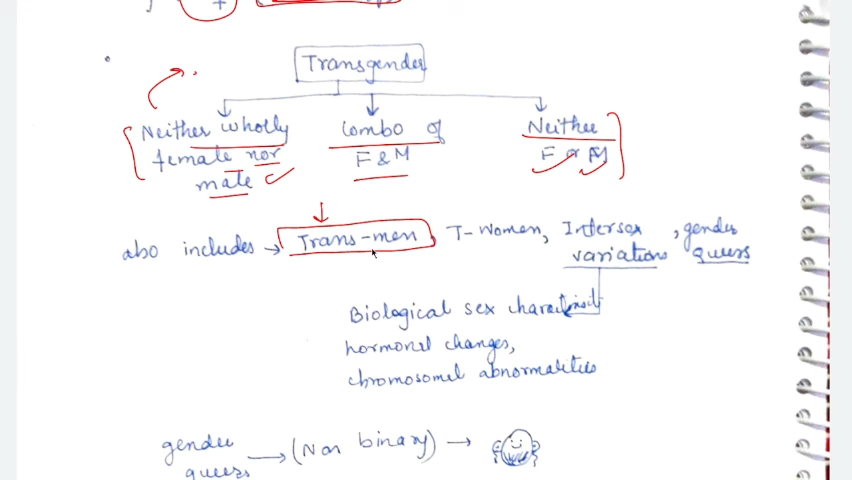 Transgender
Neither wholly
female nor
male
Combo of
F & M
Neither
F or M
also includes → Trans-men, T-Women, Intersex variations, gender queers
Biological sex
hormonal changes,
chromosomal abnormalities
gender queers → (Non binary) →